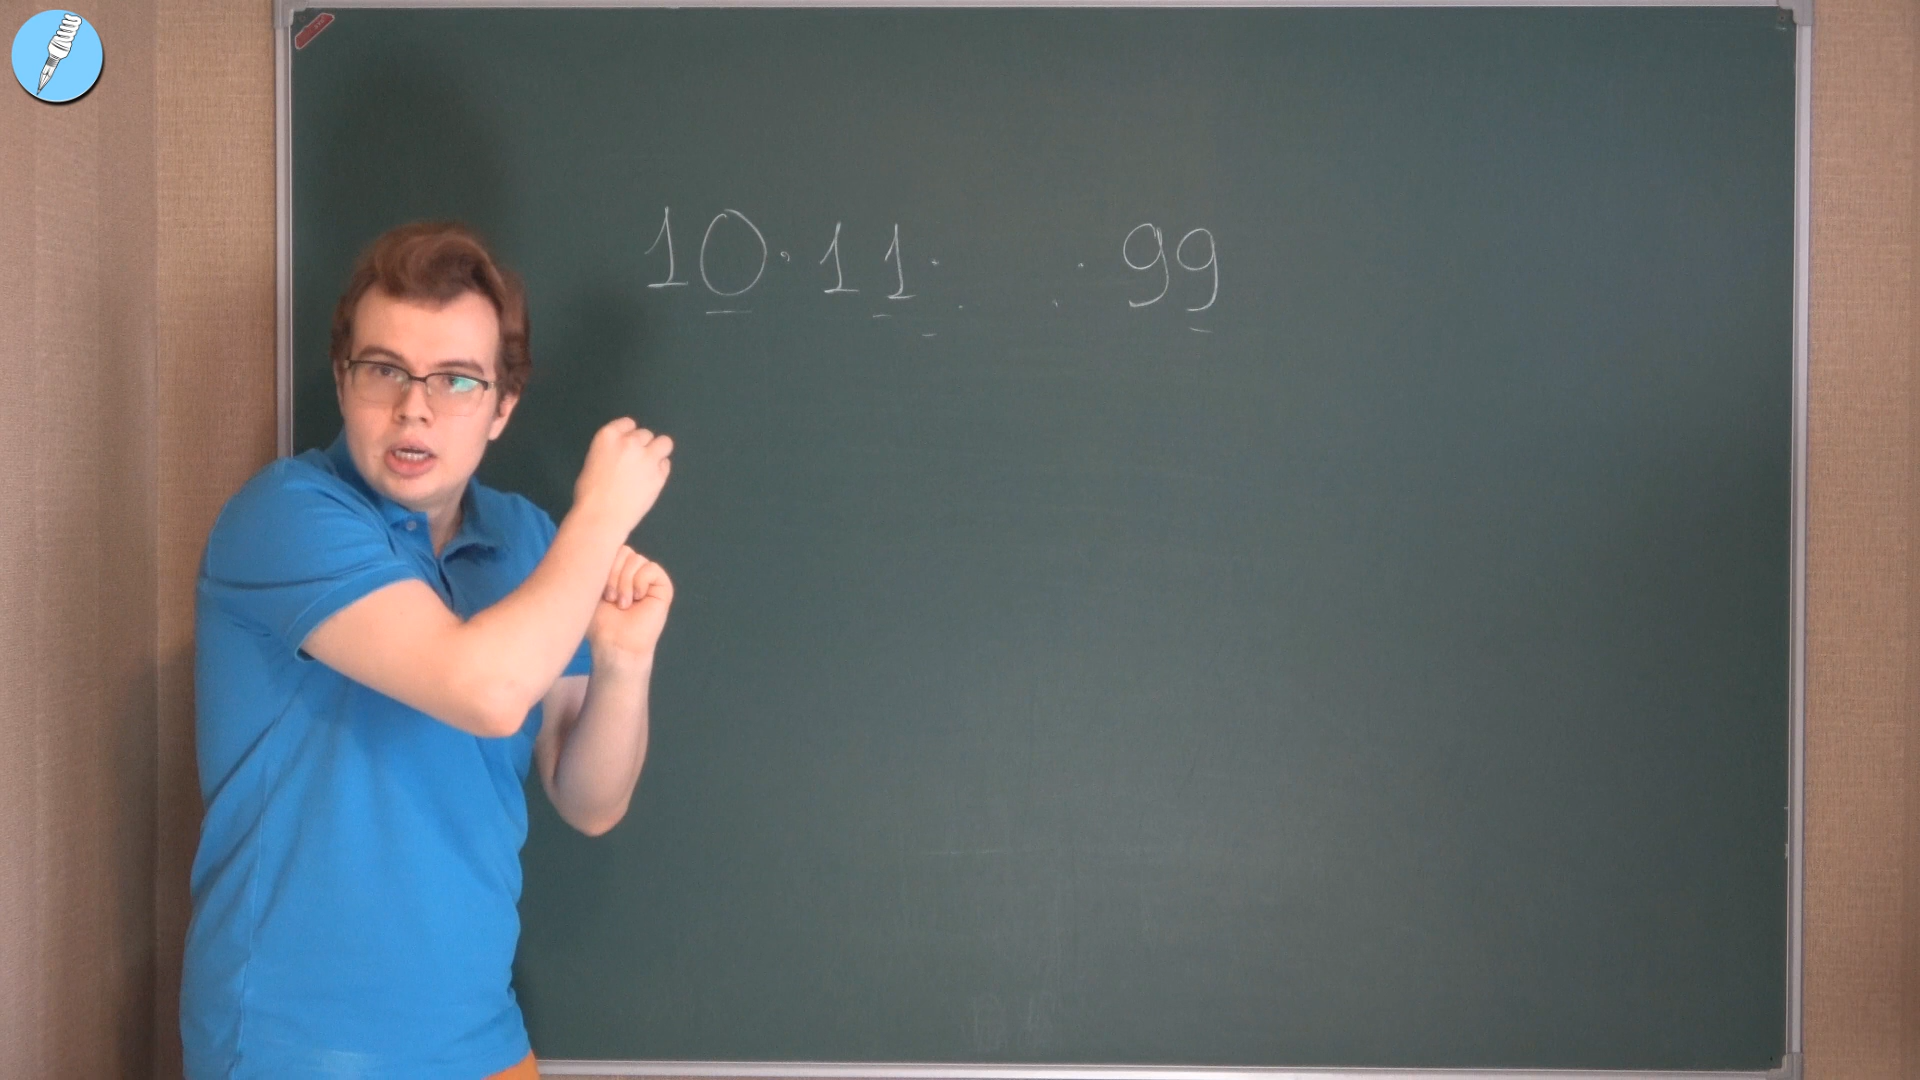 10 · 11 · . . · 99